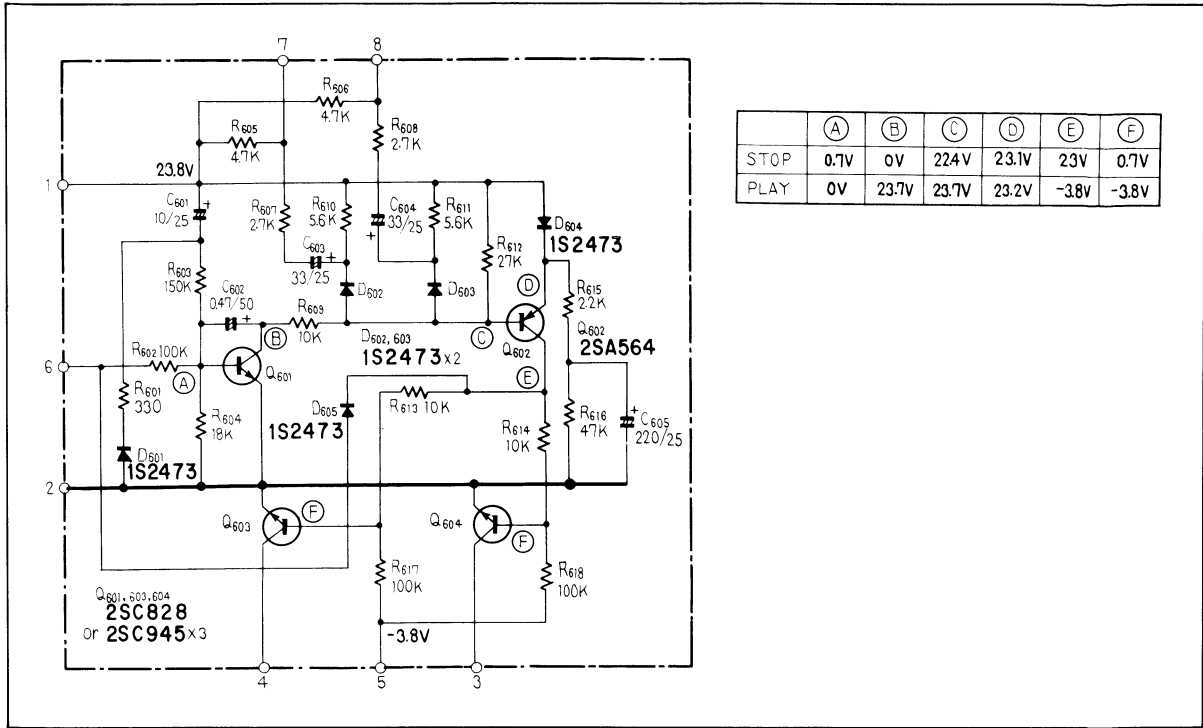 7
8
R606
4.7K
R605
4.7K
R608
2.7K
23.8V
1
C601 +
10/25
R607
2.7K
R610
5.6K
C604
33/25
+
R611
5.6K
D604
1S2473
R612
27K
R603
150K
C603 +
33/25
D602
D603
D
R615
2.2K
C602
0.47/50 +
R609
10K
B
C
Q602
Q602
2SA564
D602, 603
1S2473×2
R602 100K
6
A
Q601
E
R601
330
R604
18K
D605
1S2473
R613 10K
R614
10K
R616
47K
+ C605
220/25
D601
1S2473
2
Q603
F
Q604
F
R617
100K
R618
100K
Q601, 603, 604
2SC828
or 2SC945×3
-3.8V
4
5
3
A B C D E F
STOP 0.7V 0V 22.4V 23.1V 23V 0.7V
PLAY 0V 23.7V 23.7V 23.2V -3.8V -3.8V